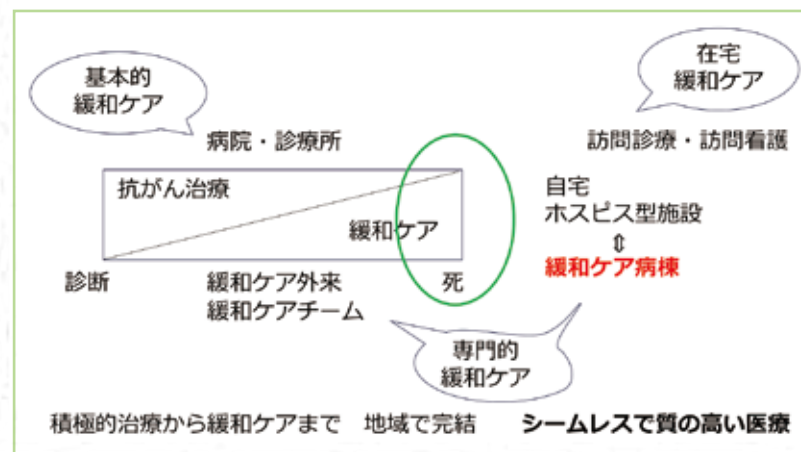 基本的
緩和ケア
在宅
緩和ケア
病院・診療所
訪問診療・訪問看護
抗がん治療
緩和ケア
自宅
ホスピス型施設
⇕
緩和ケア病棟
診断
緩和ケア外来
緩和ケアチーム
死
専門的
緩和ケア
積極的治療から緩和ケアまで 地域で完結 シームレスで質の高い医療